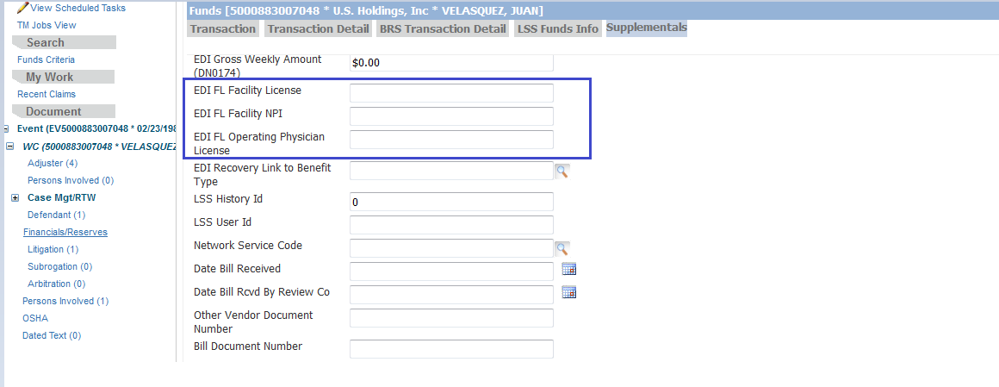 View Scheduled Tasks
TM Jobs View
Search
Funds Criteria
My Work
Recent Claims
Document
Event (EV5000883007048 * 02/23/198
WC (5000883007048 * VELASQUEZ
Adjuster (4)
Persons Involved (0)
Case Mgt/RTW
Defendant (1)
Financials/Reserves
Litigation (1)
Subrogation (0)
Arbitration (0)
Persons Involved (1)
OSHA
Dated Text (0)
Funds [5000883007048 * U.S. Holdings, Inc * VELASQUEZ, JUAN]
Transaction Transaction Detail BRS Transaction Detail LSS Funds Info Supplementals
EDI Gross Weekly Amount $0.00
(DN0174)
EDI FL Facility License
EDI FL Facility NPI
EDI FL Operating Physician
License
EDI Recovery Link to Benefit
Type
LSS History Id 0
LSS User Id
Network Service Code
Date Bill Received
Date Bill Rcvd By Review Co
Other Vendor Document
Number
Bill Document Number